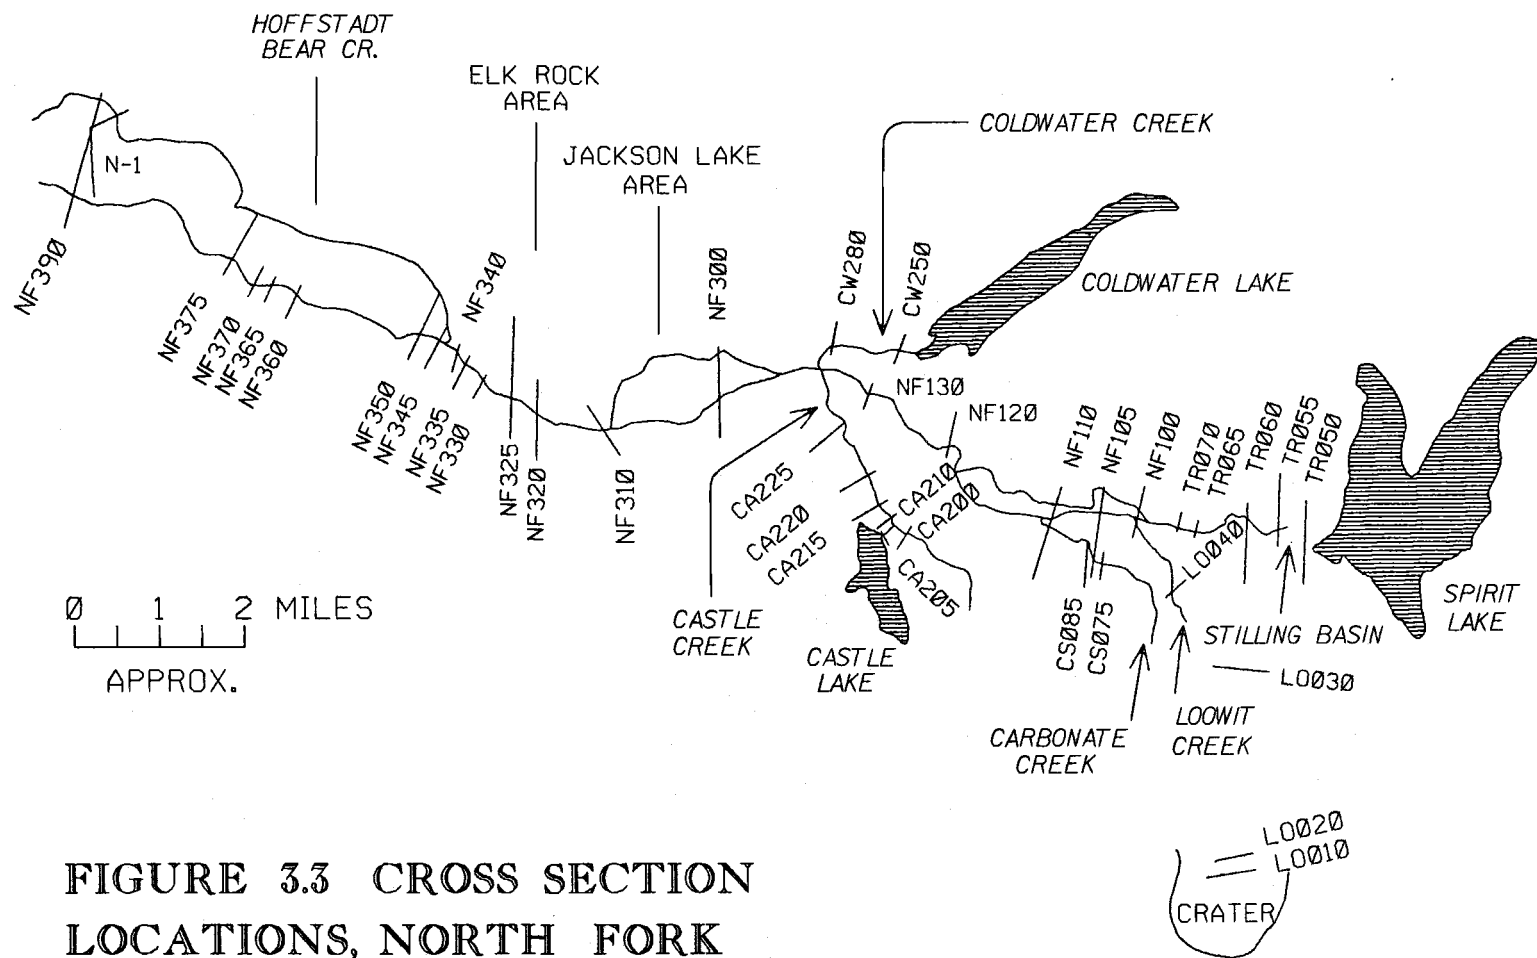 HOFFSTADT
BEAR CR.
ELK ROCK
AREA
JACKSON LAKE
AREA
COLDWATER CREEK
N-1
NF390
NF375
NF370
NF365
NF360
NF350
NF345
NF340
NF335
NF330
NF325
NF320
NF310
NF300
CW280
CW250
COLDWATER LAKE
NF130
NF120
NF110
NF105
NF100
TR070
TR065
TR060
TR055
TR050
CA225
CA220
CA215
CA210
CA200
CA205
LO040
CS085
CS075
CASTLE
CREEK
CASTLE
LAKE
STILLING BASIN
SPIRIT
LAKE
LO030
CARBONATE
CREEK
LOOWIT
CREEK
0 1 2 MILES
APPROX.
LO020
LO010
CRATER
FIGURE 3.3 CROSS SECTION
LOCATIONS, NORTH FORK